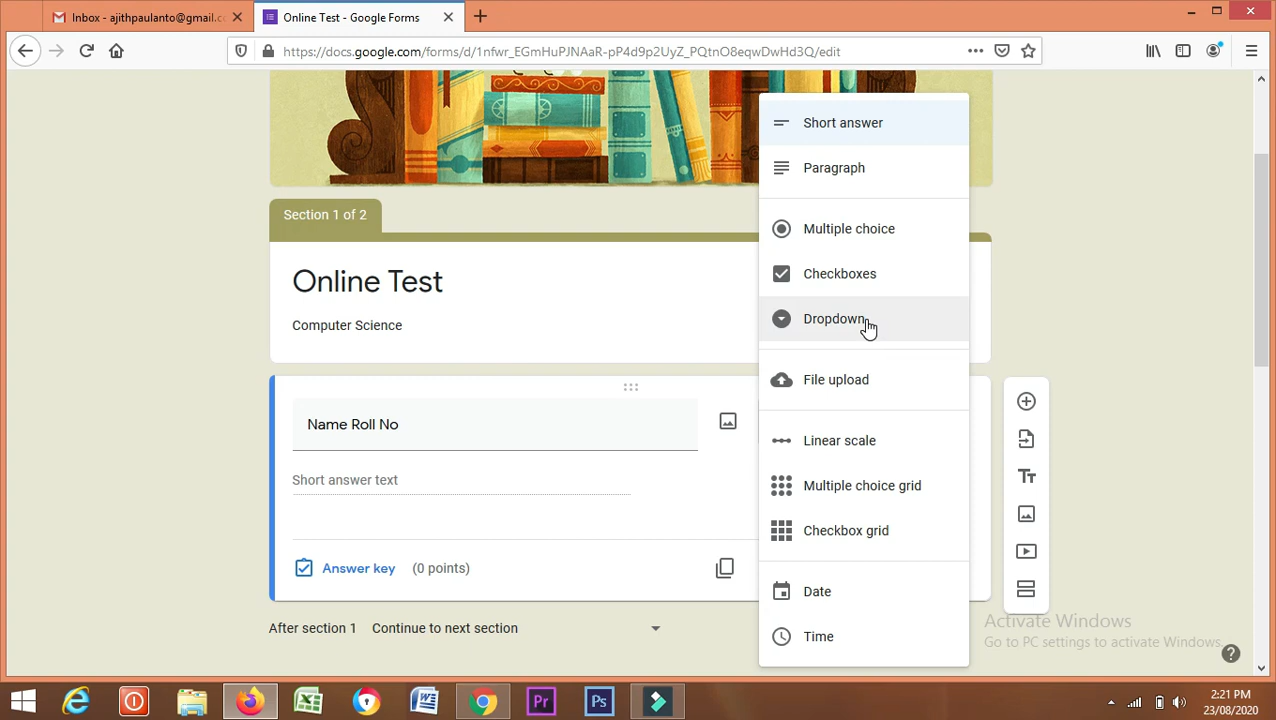 Inbox - ajithpaulanto@gmail.c
Online Test - Google Forms
https://docs.google.com/forms/d/1nfwr_EGmHuPJNAaR-pP4d9p2UyZ_PQtnO8eqwDwHd3Q/edit
Section 1 of 2
Online Test
Computer Science
Name Roll No
Short answer text
Answer key (0 points)
After section 1 Continue to next section
Short answer
Paragraph
Multiple choice
Checkboxes
Dropdown
File upload
Linear scale
Multiple choice grid
Checkbox grid
Date
Time
Activate Windows
Go to PC settings to activate Windows.
2:21 PM
23/08/2020